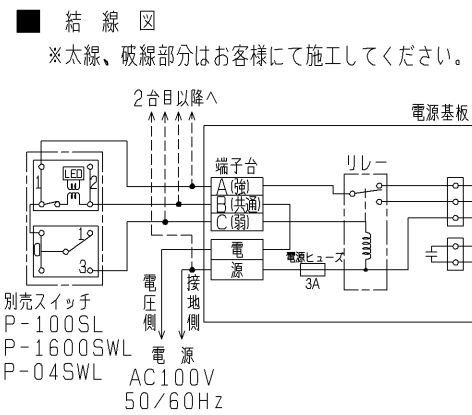 ■ 結線図
※太線、破線部分はお客様にて施工してください。
2台目以降へ
電源基板
端子台
リレー
LED
1
2
A(強)
B(共通)
C(弱)
1
3
電
源
電源ヒューズ
3A
電圧側
接地側
別売スイッチ
P-100SL
P-1600SWL
P-04SWL
電 源
AC100V
50/60Hz